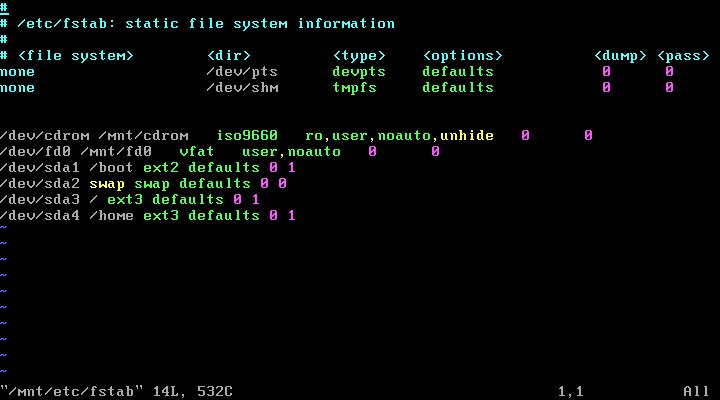 #
# /etc/fstab: static file system information
#
# <file system> <dir> <type> <options> <dump> <pass>
none /dev/pts devpts defaults 0 0
none /dev/shm tmpfs defaults 0 0
/dev/cdrom /mnt/cdrom iso9660 ro,user,noauto,unhide 0 0
/dev/fd0 /mnt/fd0 vfat user,noauto 0 0
/dev/sda1 /boot ext2 defaults 0 1
/dev/sda2 swap swap defaults 0 0
/dev/sda3 / ext3 defaults 0 1
/dev/sda4 /home ext3 defaults 0 1
~
~
~
~
~
~
~
~
~
~
"/mnt/etc/fstab" 14L, 532C 1,1 All